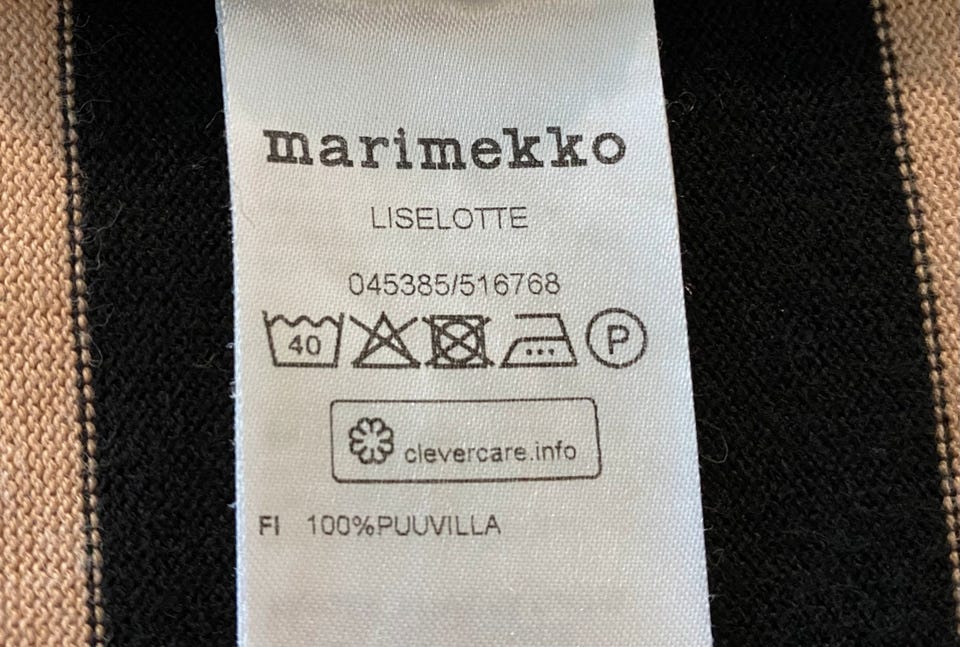 marimekko
LISELOTTE
045385/516768
40 P
clevercare.info
FI 100%PUUVILLA